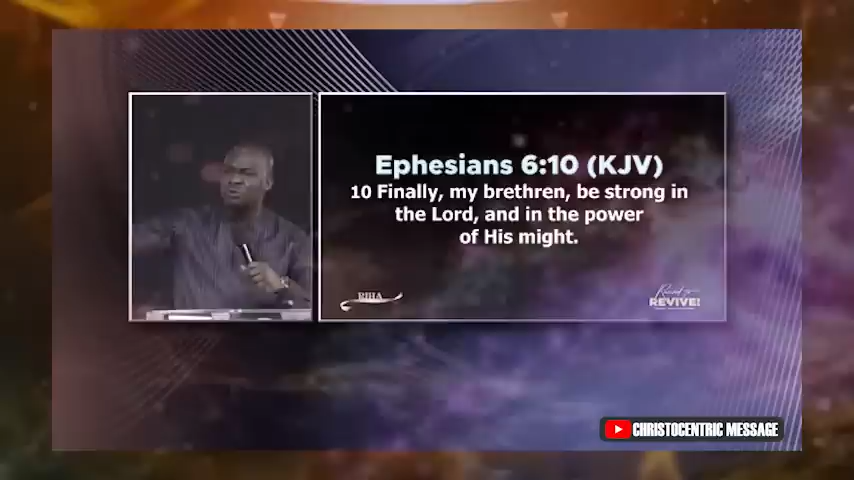 Ephesians 6:10 (KJV)
10 Finally, my brethren, be strong in
the Lord, and in the power
of His might.
REVIVE!
CHRISTOCENTRIC MESSAGE